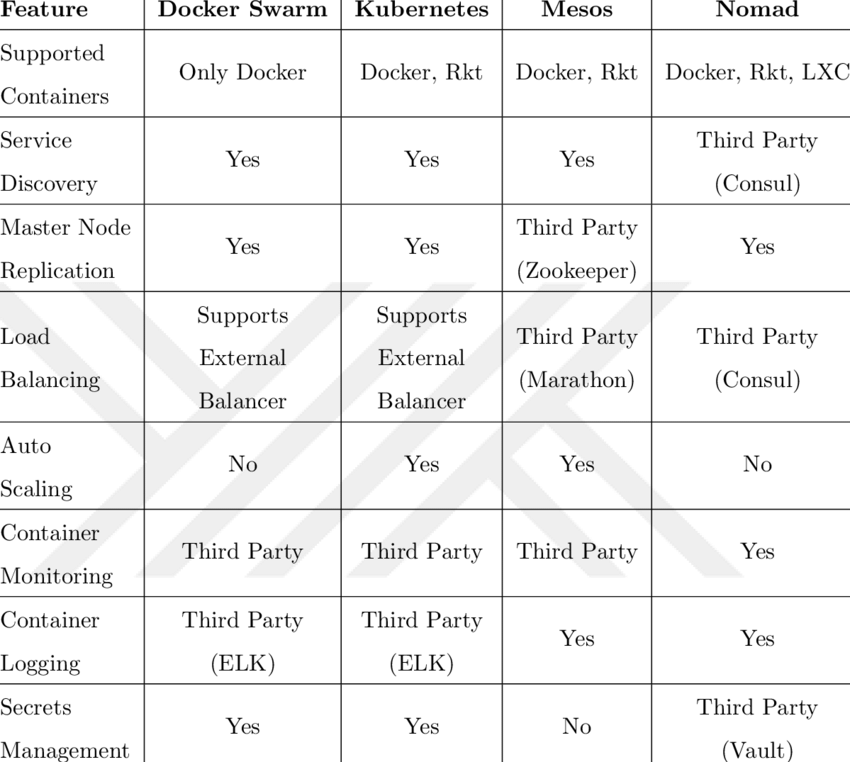 Feature Docker Swarm Kubernetes Mesos Nomad
Supported Containers Only Docker Docker, Rkt Docker, Rkt Docker, Rkt, LXC
Service Discovery Yes Yes Yes Third Party (Consul)
Master Node Replication Yes Yes Third Party (Zookeeper) Yes
Load Balancing Supports External Balancer Supports External Balancer Third Party (Marathon) Third Party (Consul)
Auto Scaling No Yes Yes No
Container Monitoring Third Party Third Party Third Party Yes
Container Logging Third Party (ELK) Third Party (ELK) Yes Yes
Secrets Management Yes Yes No Third Party (Vault)